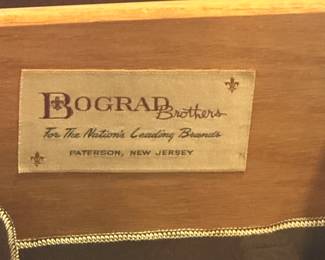 BOGRAD Brothers
For The Nation's Leading Brands
PATERSON, NEW JERSEY